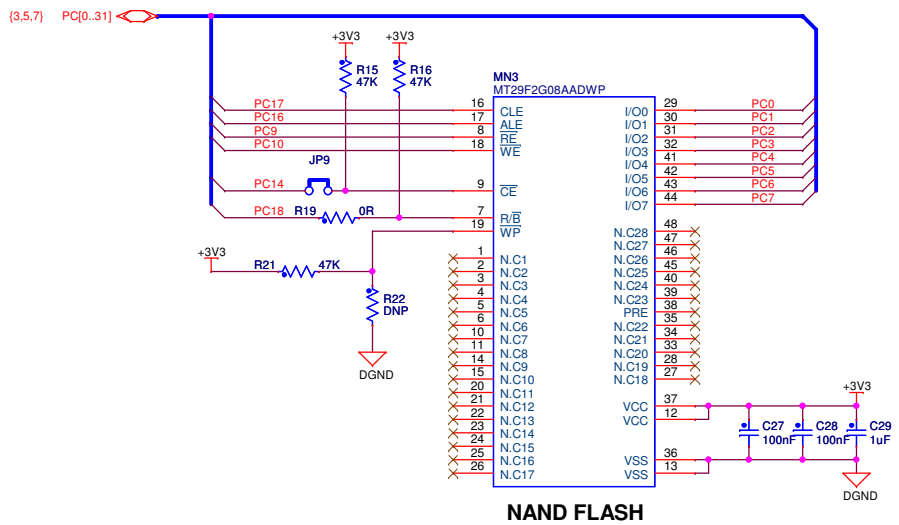 {3,5,7} PC[0..31]
+3V3 +3V3
R15 47K
R16 47K
MN3
MT29F2G08AADWP
PC17 16 CLE I/O0 29 PC0
PC16 17 ALE I/O1 30 PC1
PC9 8 RE I/O2 31 PC2
PC10 18 WE I/O3 32 PC3
I/O4 41 PC4
JP9
I/O5 42 PC5
PC14 9 CE I/O6 43 PC6
I/O7 44 PC7
PC18 R19 0R 7 R/B
19 WP N.C28 48
N.C27 47
+3V3
1 N.C1 N.C26 46
R21 47K 2 N.C2 N.C25 45
3 N.C3 N.C24 40
R22 DNP
4 N.C4 N.C23 39
5 N.C5 PRE 38
6 N.C6 N.C22 35
10 N.C7 N.C21 34
11 N.C8 N.C20 33
14 N.C9 N.C19 28
DGND
15 N.C10 N.C18 27
20 N.C11
+3V3
21 N.C12 VCC 37
22 N.C13 VCC 12
23 N.C14
C27 100nF
C28 100nF
C29 1uF
24 N.C15
25 N.C16 VSS 36
26 N.C17 VSS 13
DGND
NAND FLASH